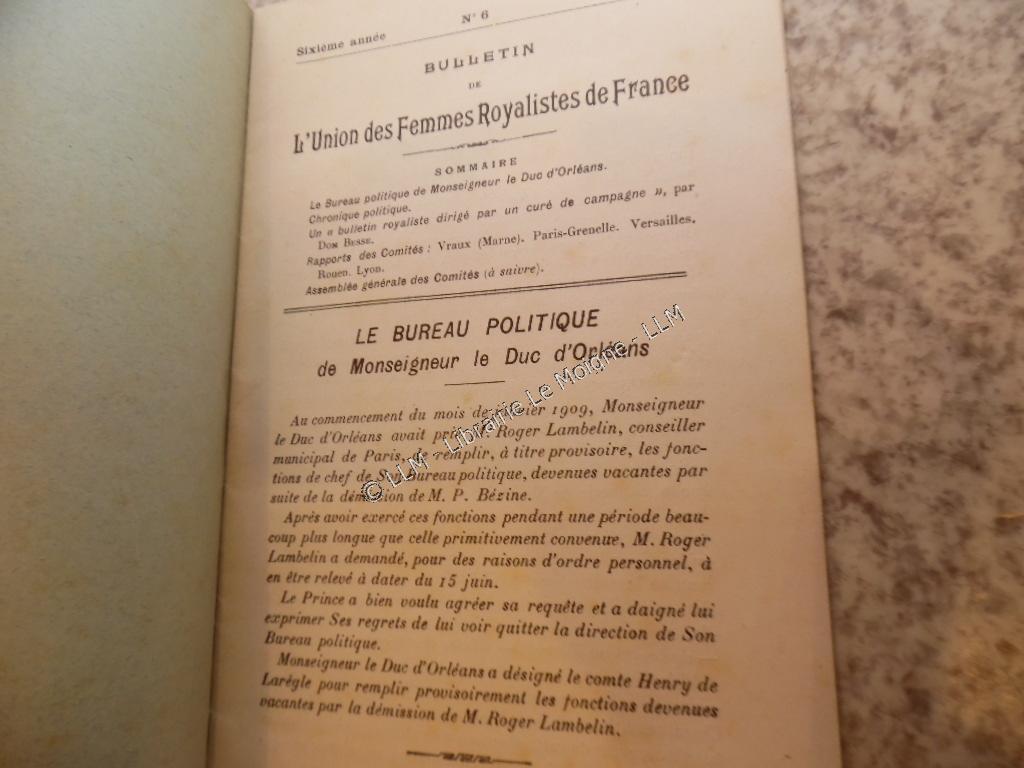 Sixième année
N° 6
BULLETIN
DE
L'Union des Femmes Royalistes de France
SOMMAIRE
Le Bureau politique de Monseigneur le Duc d'Orléans.
Chronique politique.
Un « bulletin royaliste dirigé par un curé de campagne », par
DOM BESSE.
Rapports des Comités : Vraux (Marne). Paris-Grenelle. Versailles.
Rouen. Lyon.
Assemblée générale des Comités (à suivre).
LE BUREAU POLITIQUE
de Monseigneur le Duc d'Orléans
Au commencement du mois de 1909, Monseigneur
le Duc d'Orléans avait prié M. Roger Lambelin, conseiller
municipal de Paris, de remplir, à titre provisoire, les fonc-
tions de chef de Son Bureau politique, devenues vacantes par
suite de la démission de M. P. Bézine.
Après avoir exercé ces fonctions pendant une période beau-
coup plus longue que celle primitivement convenue, M. Roger
Lambelin a demandé, pour des raisons d'ordre personnel, à
en être relevé à dater du 15 juin.
Le Prince a bien voulu agréer sa requête et a daigné lui
exprimer Ses regrets de lui voir quitter la direction de Son
Bureau politique.
Monseigneur le Duc d'Orléans a désigné le comte Henry de
Larègle pour remplir provisoirement les fonctions devenues
vacantes par la démission de M. Roger Lambelin.
© LLM - Librairie Le Moigne - LLM